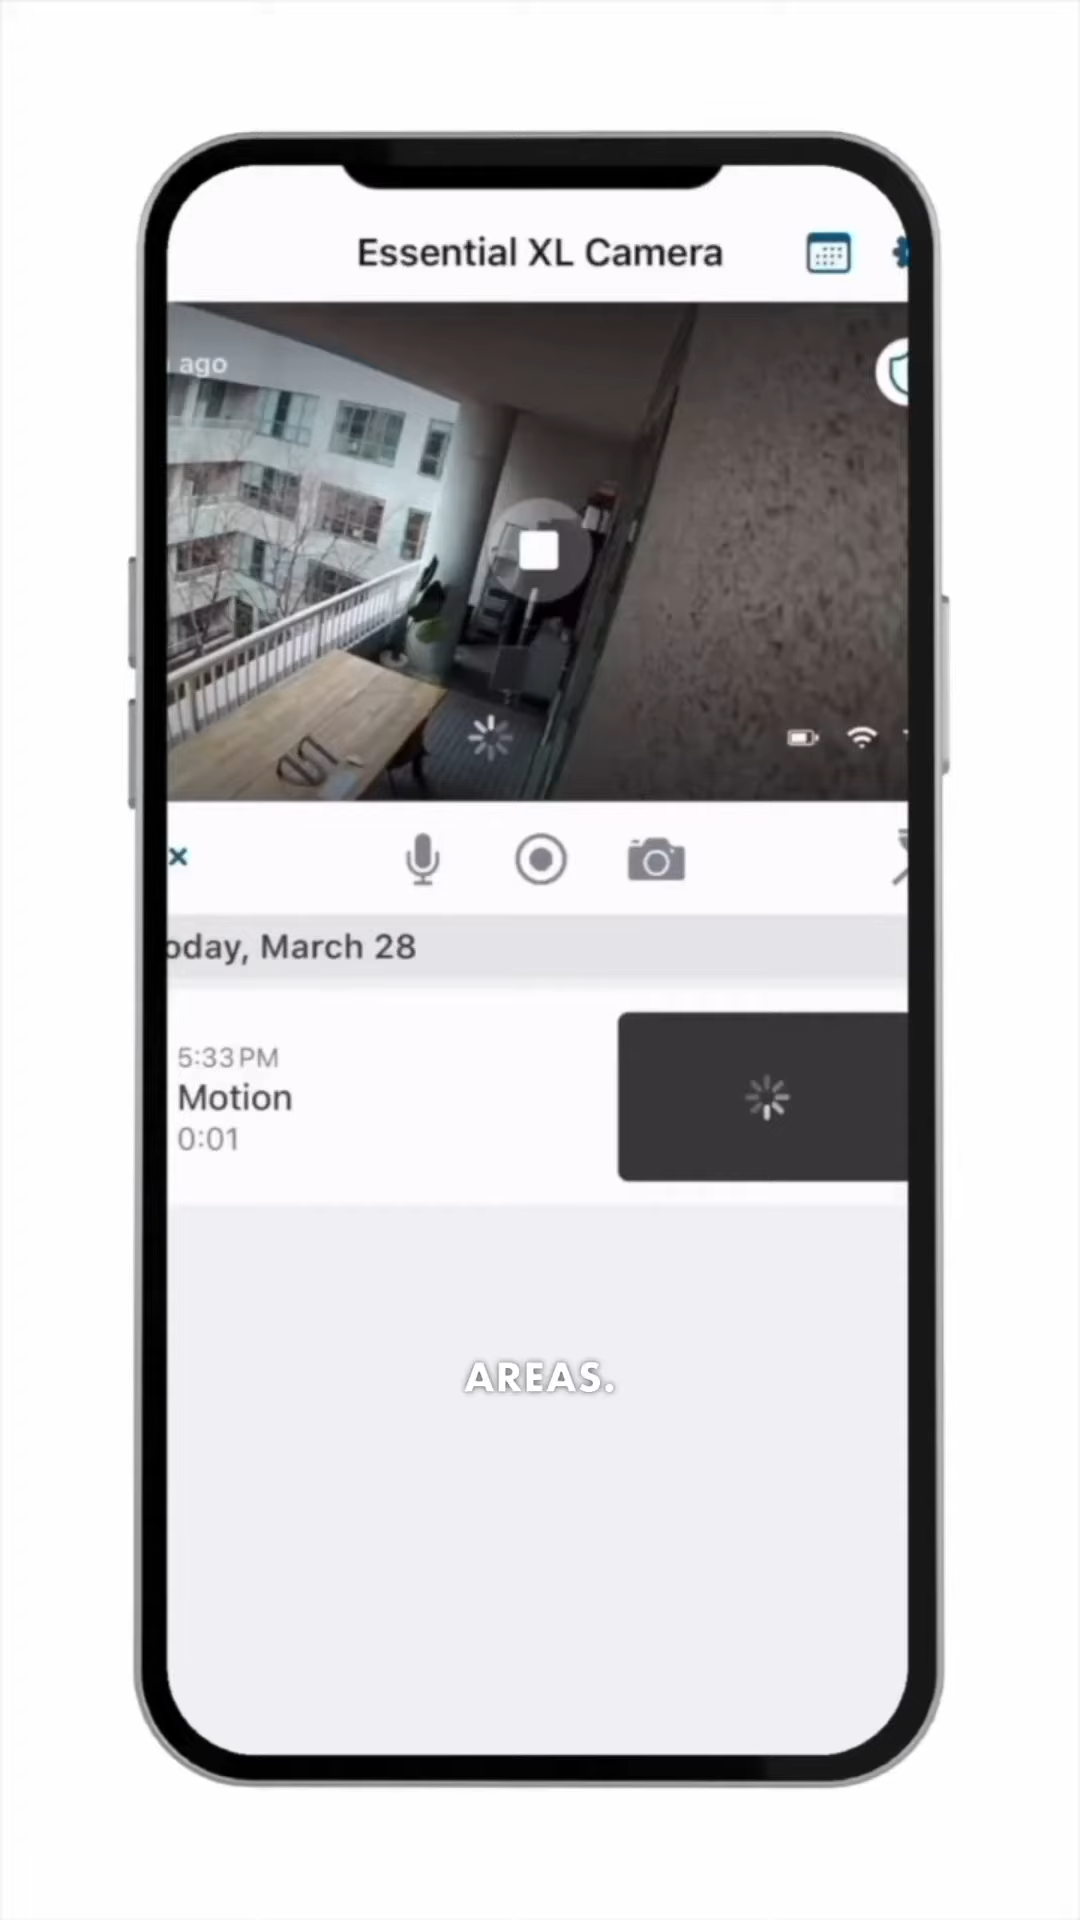 Essential XL Camera
ago
oday, March 28
5:33 PM
Motion
0:01
AREAS.